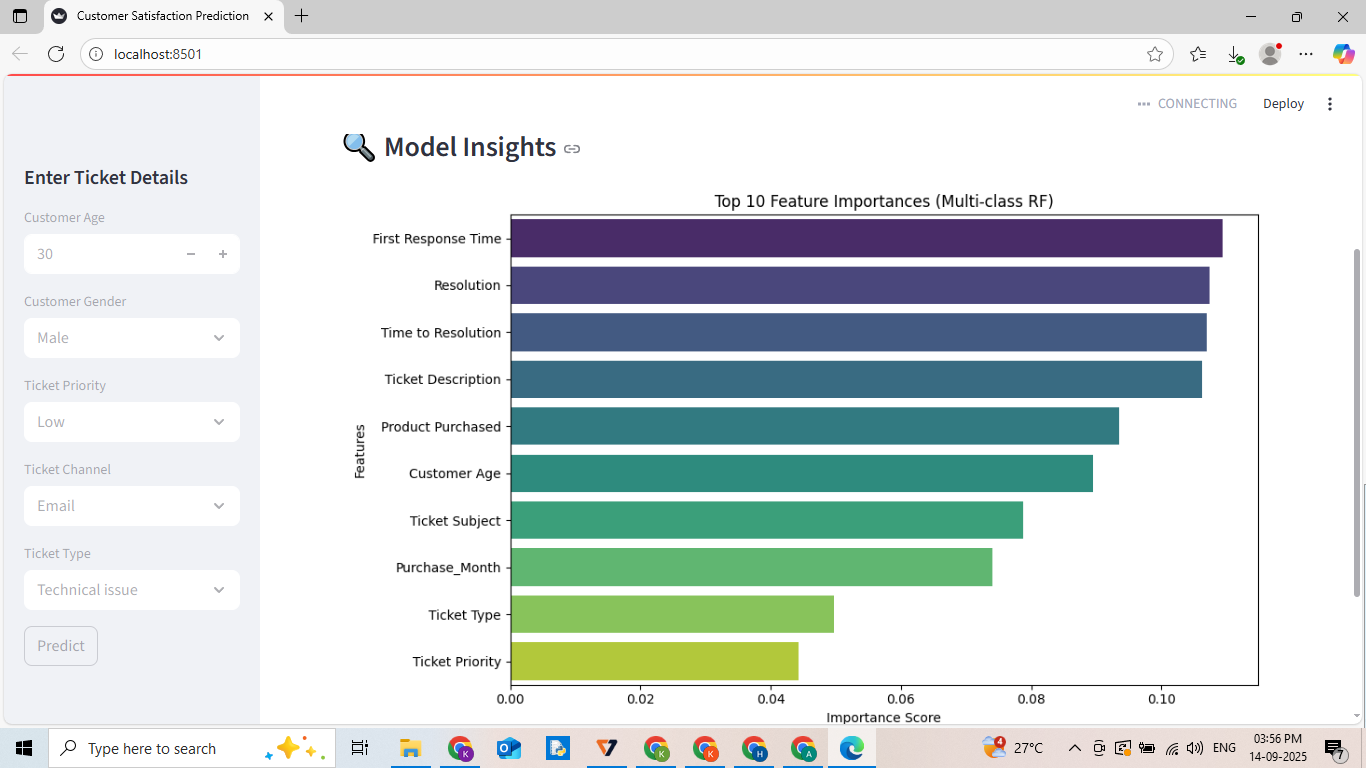 Customer Satisfaction Prediction
localhost:8501
CONNECTING
Deploy
Enter Ticket Details
Customer Age
30
Customer Gender
Male
Ticket Priority
Low
Ticket Channel
Email
Ticket Type
Technical issue
Predict
Model Insights
Top 10 Feature Importances (Multi-class RF)
Features
First Response Time
Resolution
Time to Resolution
Ticket Description
Product Purchased
Customer Age
Ticket Subject
Purchase_Month
Ticket Type
Ticket Priority
0.00 0.02 0.04 0.06 0.08 0.10
Importance Score
Type here to search
K
K
K
H
A
4
27°C
ENG
03:56 PM
14-09-2025
7